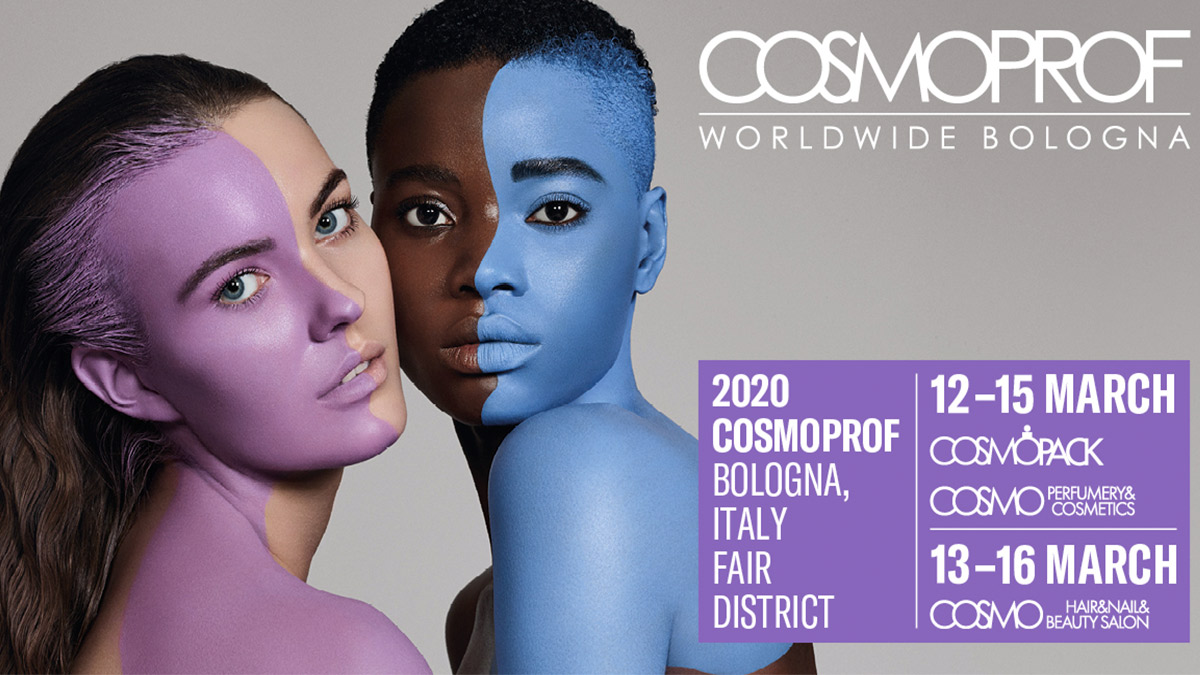 COSMOPROF
WORLDWIDE BOLOGNA
2020
COSMOPROF
BOLOGNA,
ITALY
FAIR
DISTRICT
12–15 MARCH
COSMOPACK
COSMO PERFUMERY&
COSMETICS
13–16 MARCH
COSMO HAIR&NAIL&
BEAUTY SALON